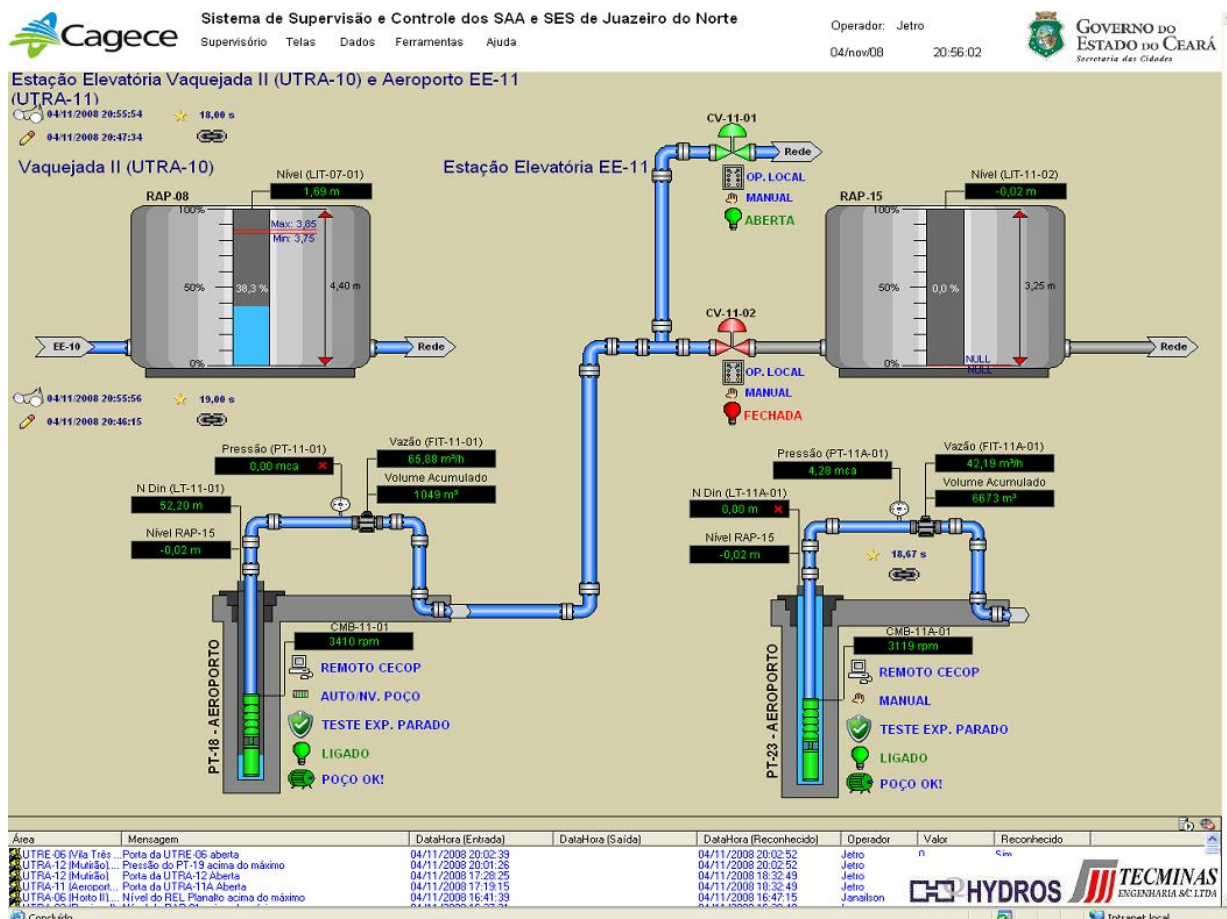 Cagece
Sistema de Supervisão e Controle dos SAA e SES de Juazeiro do Norte
Supervisório Telas Dados Ferramentas Ajuda
Operador: Jetro
04/nov/08 20:56:02
GOVERNO DO
ESTADO DO CEARÁ
Secretaria das Cidades
Estação Elevatória Vaquejada II (UTRA-10) e Aeroporto EE-11
(UTRA-11)
04/11/2008 20:55:54 18,00 s
04/11/2008 20:47:34
Vaquejada II (UTRA-10)
Estação Elevatória EE-11
CV-11-01
Rede
OP. LOCAL
MANUAL
ABERTA
Nível (LIT-07-01)
1,69 m
RAP-08
100%
Max: 3,85
Min: 3,75
50%
38,3 %
4,40 m
0%
EE-10
Rede
Nível (LIT-11-02)
-0,02 m
RAP-15
100%
50%
0,0 %
3,25 m
0%
NULL
NULL
Rede
CV-11-02
OP. LOCAL
MANUAL
FECHADA
04/11/2008 20:55:56 19,00 s
04/11/2008 20:46:15
Pressão (PT-11-01)
0,00 mca
Vazão (FIT-11-01)
65,88 m³/h
Volume Acumulado
1049 m³
N Din (LT-11-01)
52,20 m
Nível RAP-15
-0,02 m
CMB-11-01
3410 rpm
REMOTO CECOP
AUTO/NV. POÇO
TESTE EXP. PARADO
LIGADO
POÇO OK!
PT-18 - AEROPORTO
Pressão (PT-11A-01)
4,28 mca
Vazão (FIT-11A-01)
42,19 m³/h
Volume Acumulado
6673 m³
N Din (LT-11A-01)
0,00 m
Nível RAP-15
-0,02 m
18,67 s
CMB-11A-01
3119 rpm
REMOTO CECOP
MANUAL
TESTE EXP. PARADO
LIGADO
POÇO OK!
PT-23 - AEROPORTO
Área Mensagem DataHora (Entrada) DataHora (Saída) DataHora (Reconhecido) Operador Valor Reconhecido
UTRE-06 (Vila Três ... Porta da UTRE-06 aberta 04/11/2008 20:02:39 04/11/2008 20:02:52 Jetro 0 Sim
UTRA-12 (Mutirão)... Pressão do PT-19 acima do máximo 04/11/2008 20:01:26 04/11/2008 20:02:52 Jetro
UTRA-12 (Mutirão)... Porta da UTRA-12 Aberta 04/11/2008 17:28:25 04/11/2008 18:32:49 Jetro
UTRA-11 (Aeroport... Porta da UTRA-11A Aberta 04/11/2008 17:19:15 04/11/2008 18:32:49 Jetro
UTRA-06 (Horto II)... Nível do REL Planalto acima do máximo 04/11/2008 16:41:39 04/11/2008 16:47:15 Janailson
HYDROS
TECMINAS
ENGENHARIA S/C LTDA
Concluído
Intranet local